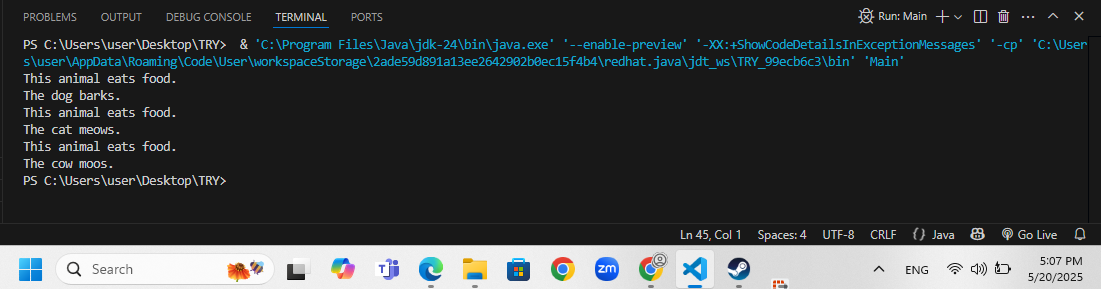 PROBLEMS OUTPUT DEBUG CONSOLE TERMINAL PORTS Run: Main
PS C:\Users\user\Desktop\TRY>  & 'C:\Program Files\Java\jdk-24\bin\java.exe' '--enable-preview' '-XX:+ShowCodeDetailsInExceptionMessages' '-cp' 'C:\User
s\user\AppData\Roaming\Code\User\workspaceStorage\2ade59d891a13ee2642902b0ec15f4b4\redhat.java\jdt_ws\TRY_99ecb6c3\bin' 'Main'
This animal eats food.
The dog barks.
This animal eats food.
The cat meows.
This animal eats food.
The cow moos.
PS C:\Users\user\Desktop\TRY>
Ln 45, Col 1 Spaces: 4 UTF-8 CRLF {} Java Go Live
Search zm ENG 5:07 PM
5/20/2025